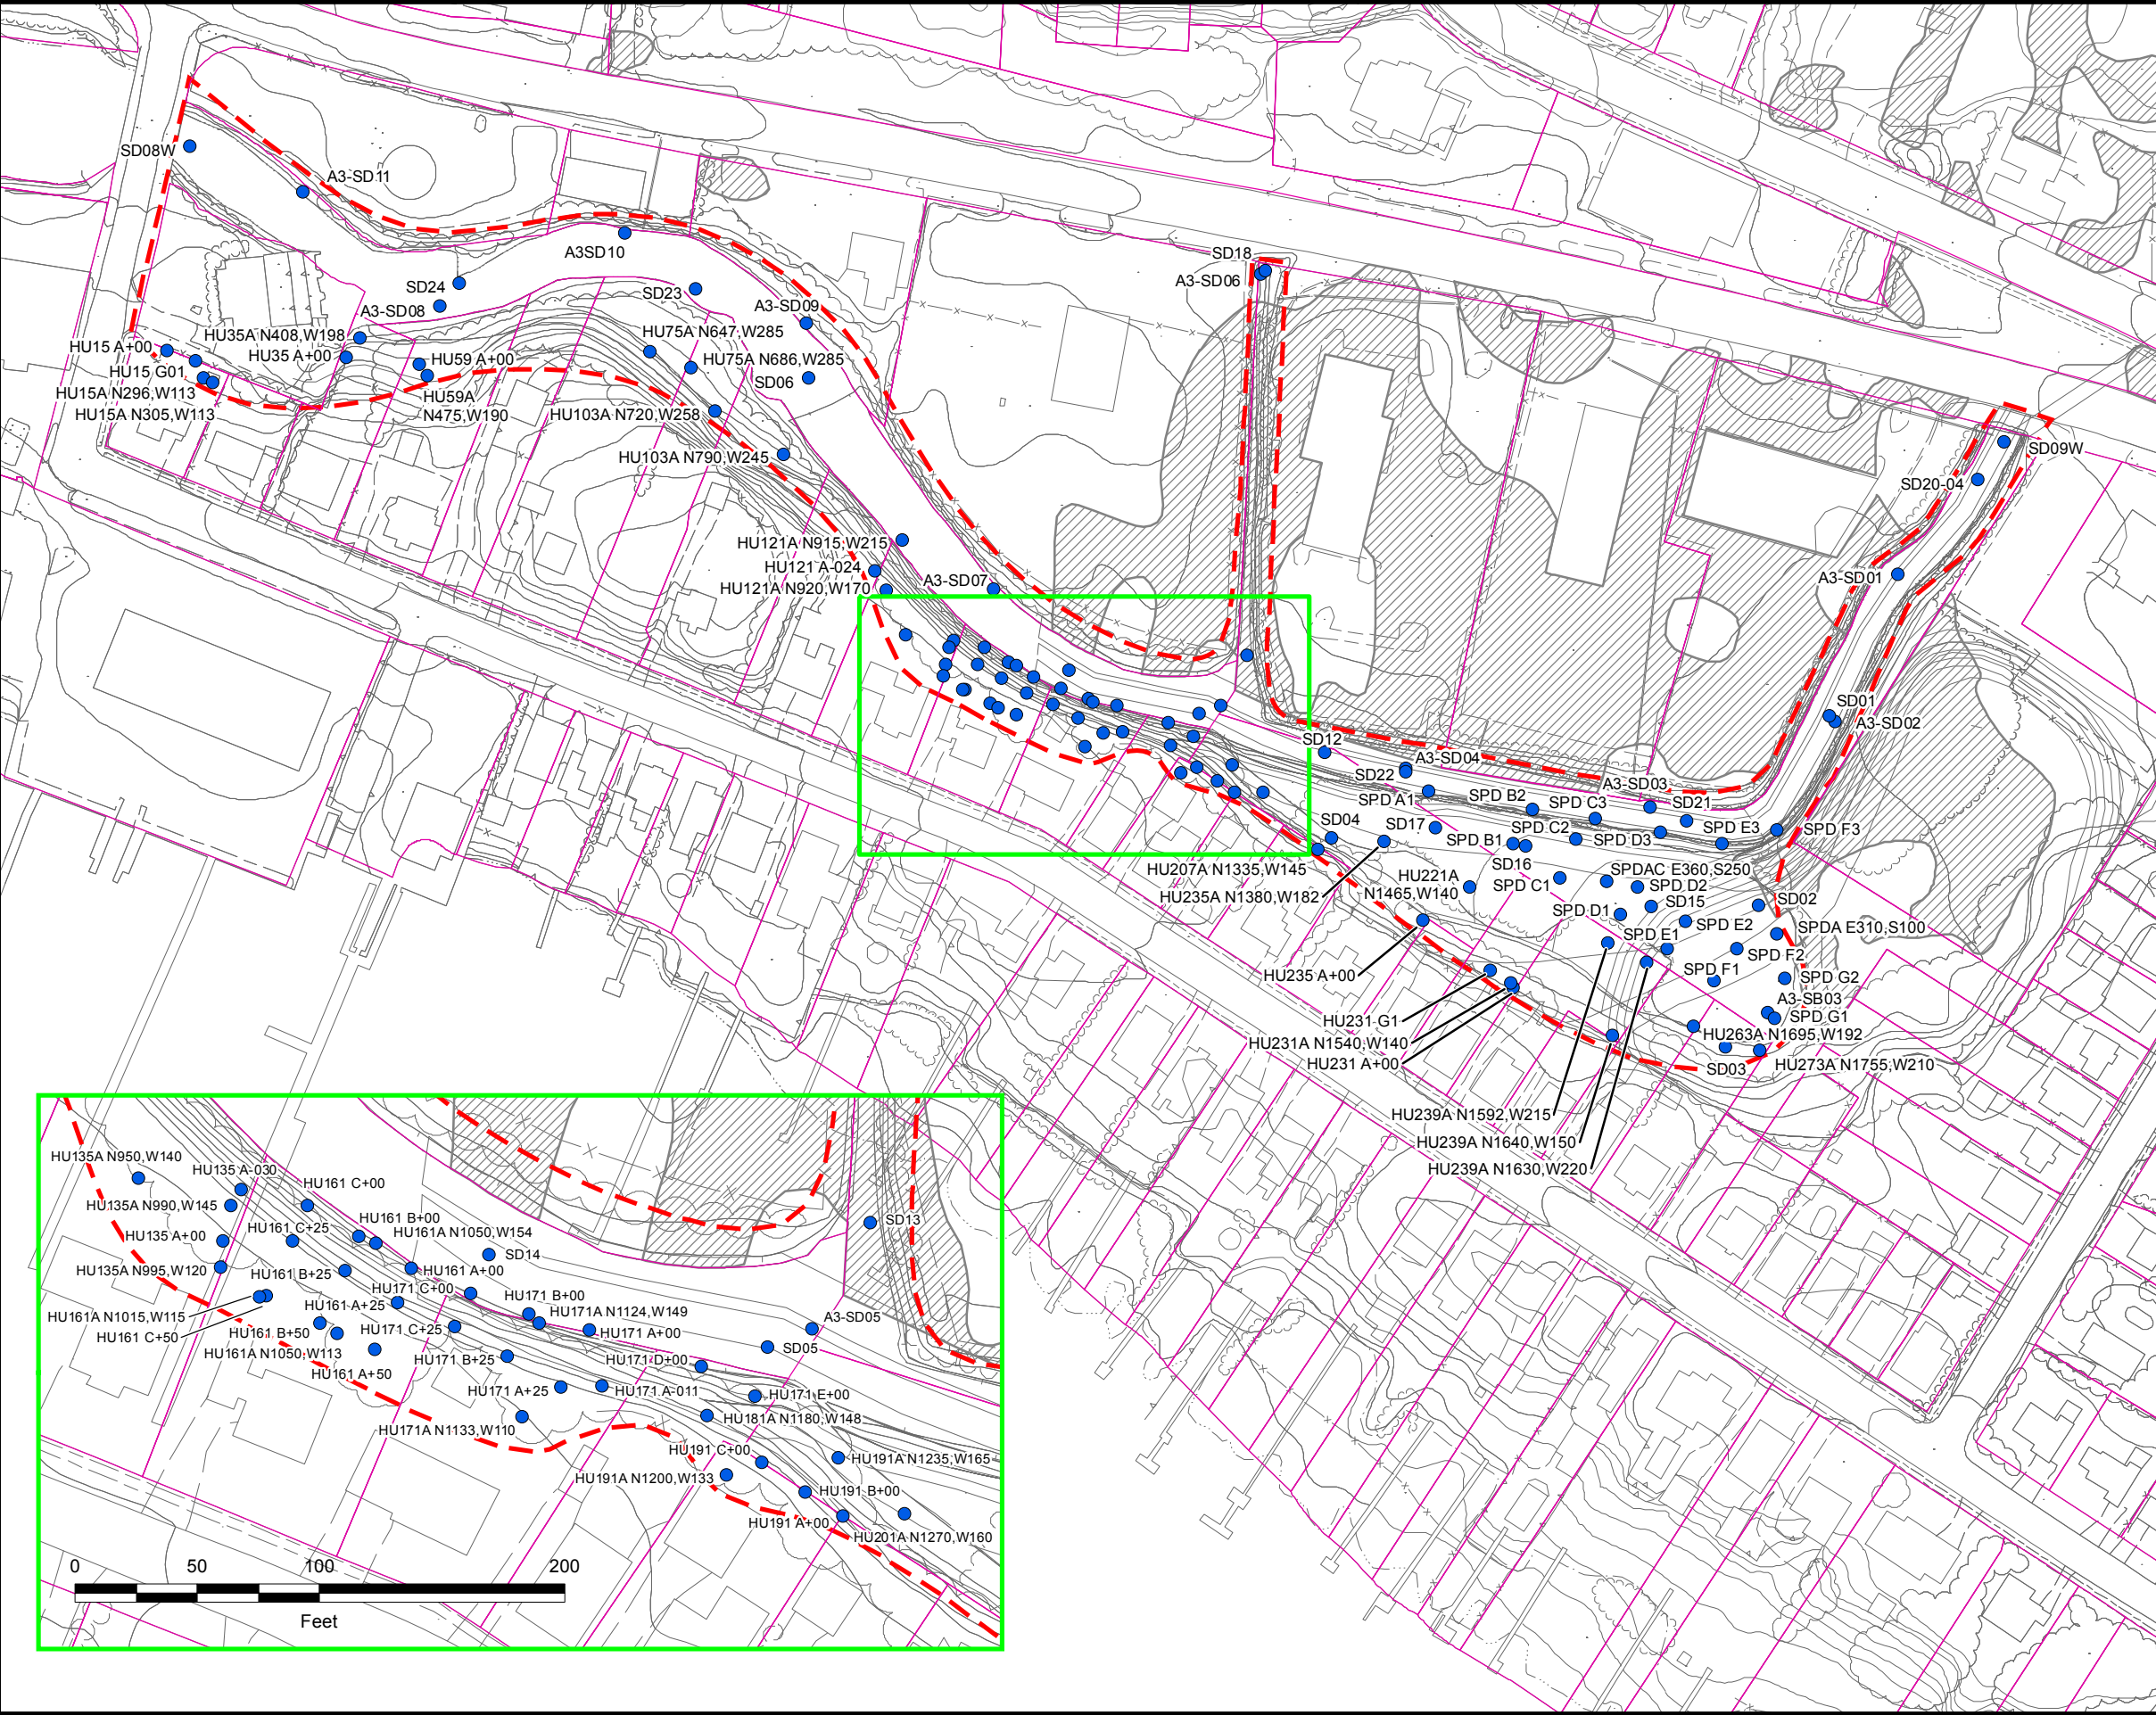 SD08W
A3-SD11
A3SD10
SD18
A3-SD06
SD24
SD23
A3-SD08
A3-SD09
HU35A N408,W198
HU15 A+00
HU35 A+00
HU15 G01
HU15A N296,W113
HU15A N305,W113
HU59 A+00
HU59A
N475,W190
HU75A N647,W285
HU75A N686,W285
SD06
HU103A N720,W258
HU103A N790,W245
SD09W
SD20-04
HU121A N915,W215
HU121 A-024
HU121A N920,W170
A3-SD07
A3-SD01
SD01
A3-SD02
SD12
A3-SD04
SD22
A3-SD03
SPD A1
SPD B2
SPD C3
SD21
SD04
SD17
SPD B1
SPD C2
SPD D3
SPD E3
SPD F3
SD16
HU207A N1335,W145
HU235A N1380,W182
HU221A
N1465,W140
SPD C1
SPDAC E360,S250
SPD D2
SD15
SD02
SPD D1
SPD E2
SPDA E310,S100
SPD E1
SPD F2
HU235 A+00
SPD F1
SPD G2
A3-SB03
SPD G1
HU231 G1
HU263A N1695,W192
HU231A N1540,W140
HU231 A+00
SD03
HU273A N1755,W210
HU239A N1592,W215
HU239A N1640,W150
HU239A N1630,W220
HU135A N950,W140
HU135 A-030
HU161 C+00
HU135A N990,W145
HU161 B+00
HU161A N1050,W154
SD13
HU161 C+25
HU135 A+00
SD14
HU135A N995,W120
HU161 B+25
HU161 A+00
HU171 C+00
HU171 B+00
HU161 A+25
HU171A N1124,W149
HU161A N1015,W115
HU161 C+50
HU161 B+50
HU171 C+25
HU171 A+00
A3-SD05
SD05
HU161A N1050,W113
HU171 B+25
HU171 D+00
HU161 A+50
HU171 A+25
HU171 A-011
HU171 E+00
HU171A N1133,W110
HU181A N1180,W148
HU191 C+00
HU191A N1235,W165
HU191A N1200,W133
HU191 B+00
HU191 A+00
HU201A N1270,W160
0 50 100 200
Feet